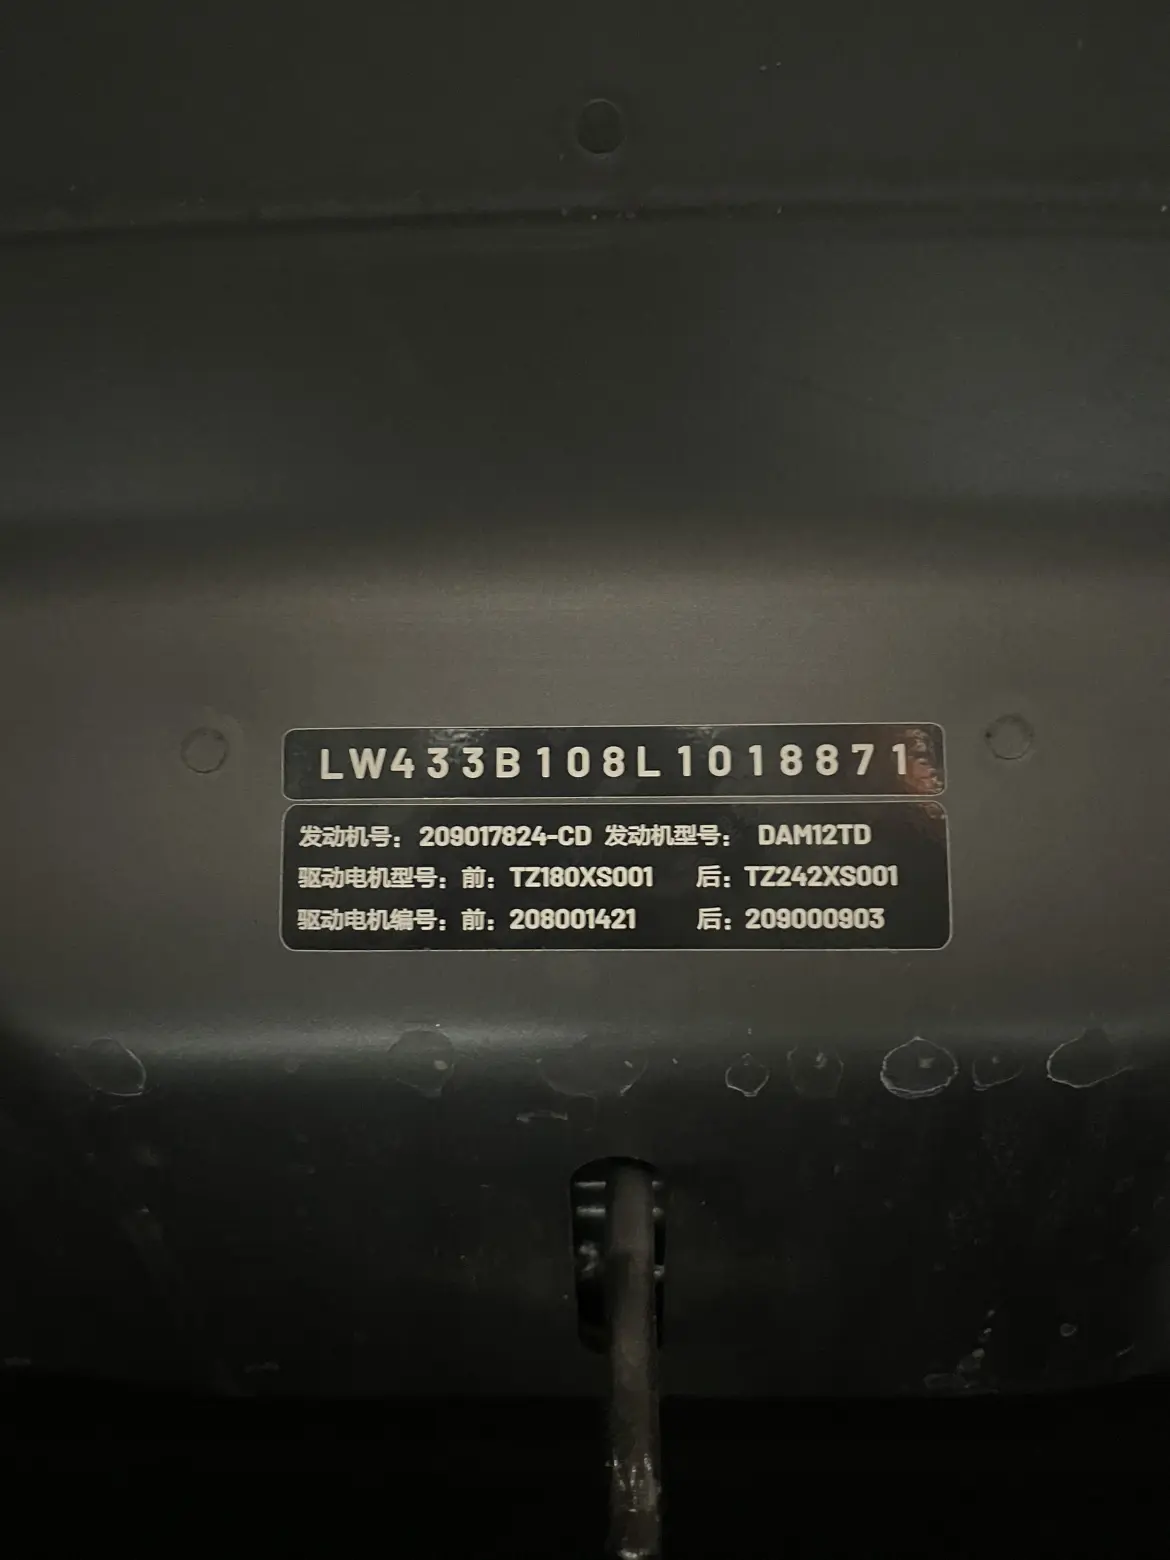 LW433B108L1018871
发动机号：209017824-CD 发动机型号：DAM12TD
驱动电机型号：前：TZ180XS001 后：TZ242XS001
驱动电机编号：前：208001421 后：209000903